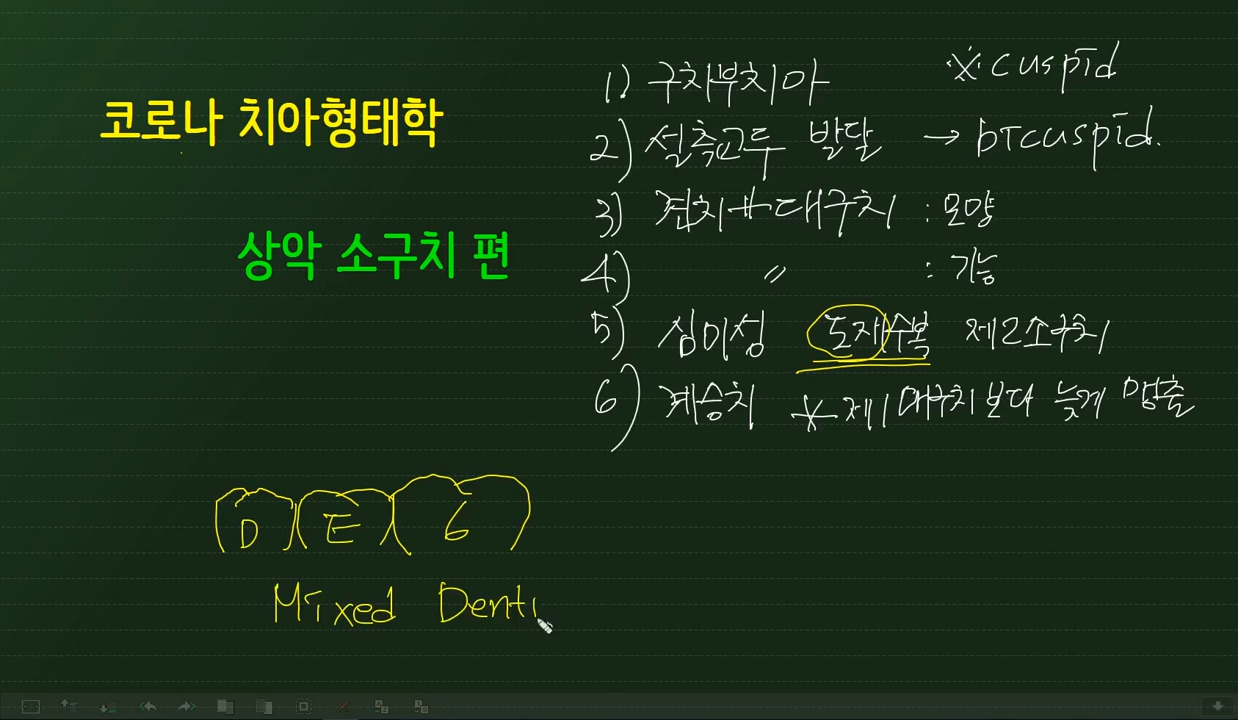 코로나 치아형태학
상악 소구치 편
1) 구치부치아 ※ cuspid
2) 설측교두 발달 → bicuspid.
3) 견치+대구치 : 모양
4) 〃 : 기능
5) 심미성 도재수복 제2소구치
6) 계승치 * 제1대구치보다 늦게 맹출
D E 6
Mixed Denti